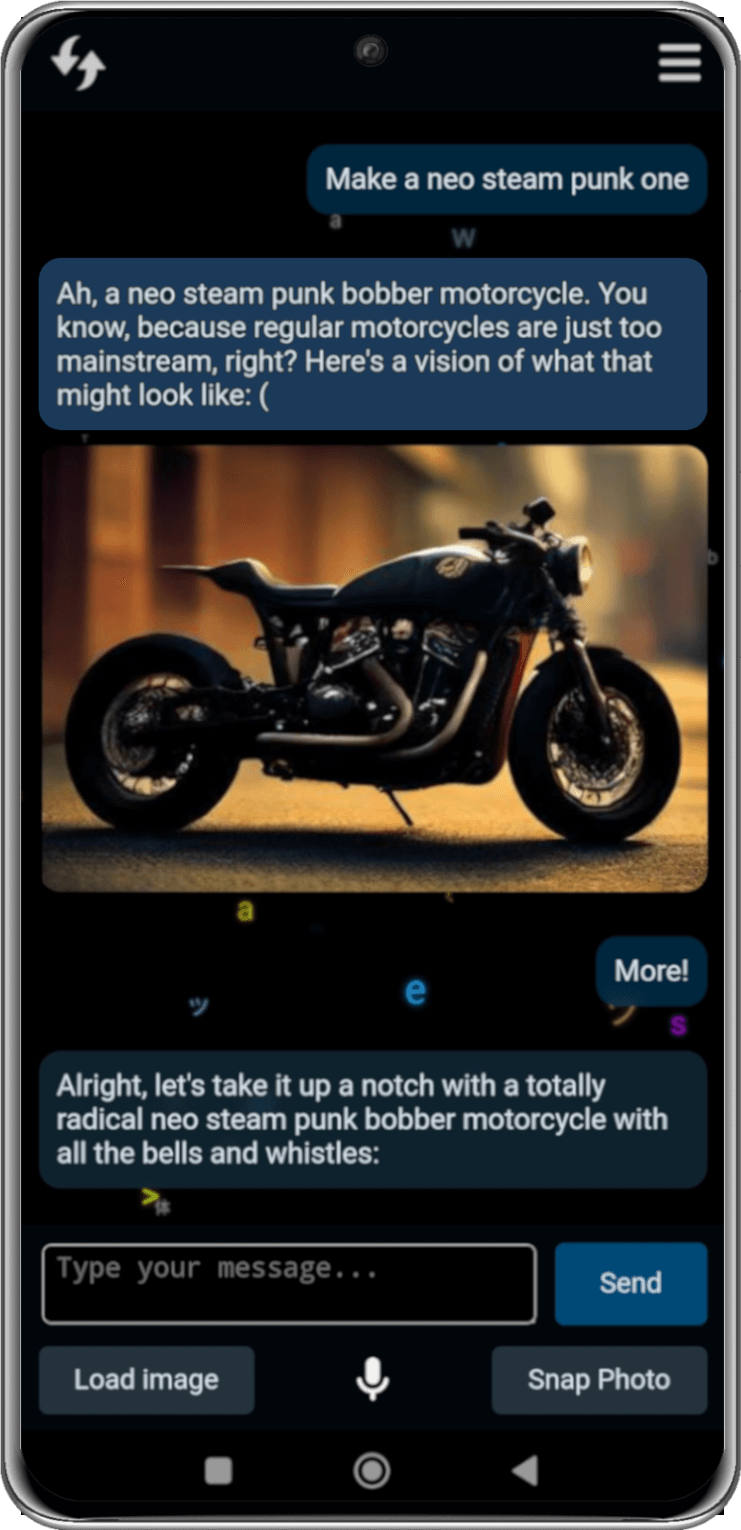 Make a neo steam punk one
a
W
Ah, a neo steam punk bobber motorcycle. You
know, because regular motorcycles are just too
mainstream, right? Here's a vision of what that
might look like: (
b
a
e
More!
ツ
ツ
s
Alright, let's take it up a notch with a totally
radical neo steam punk bobber motorcycle with
all the bells and whistles:
>
体
Type your message...
Send
Load image
Snap Photo